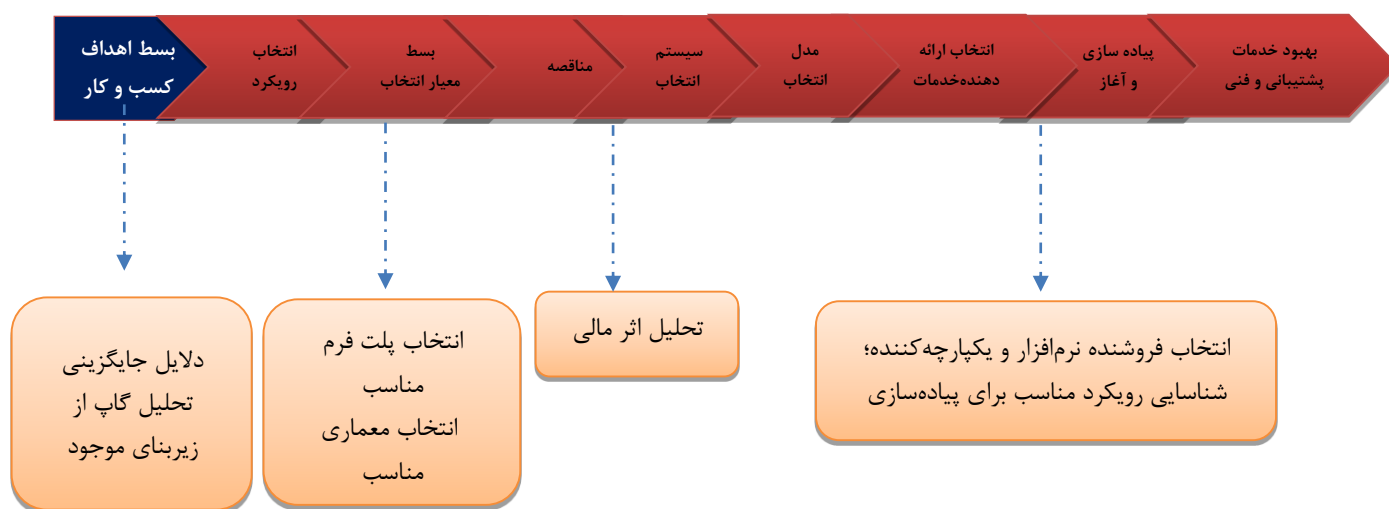 بسط اهداف
کسب و کار
انتخاب
رویکرد
بسط
معیار انتخاب
مناقصه
سیستم
انتخاب
مدل
انتخاب
انتخاب ارائه
دهنده‌خدمات
پیاده سازی
و آغاز
بهبود خدمات
پشتیبانی و فنی
دلایل جایگزینی
تحلیل گاپ از
زیربنای موجود
انتخاب پلت فرم
مناسب
انتخاب معماری
مناسب
تحلیل اثر مالی
انتخاب فروشنده نرم‌افزار و یکپارچه‌کننده؛
شناسایی رویکرد مناسب برای پیاده‌سازی